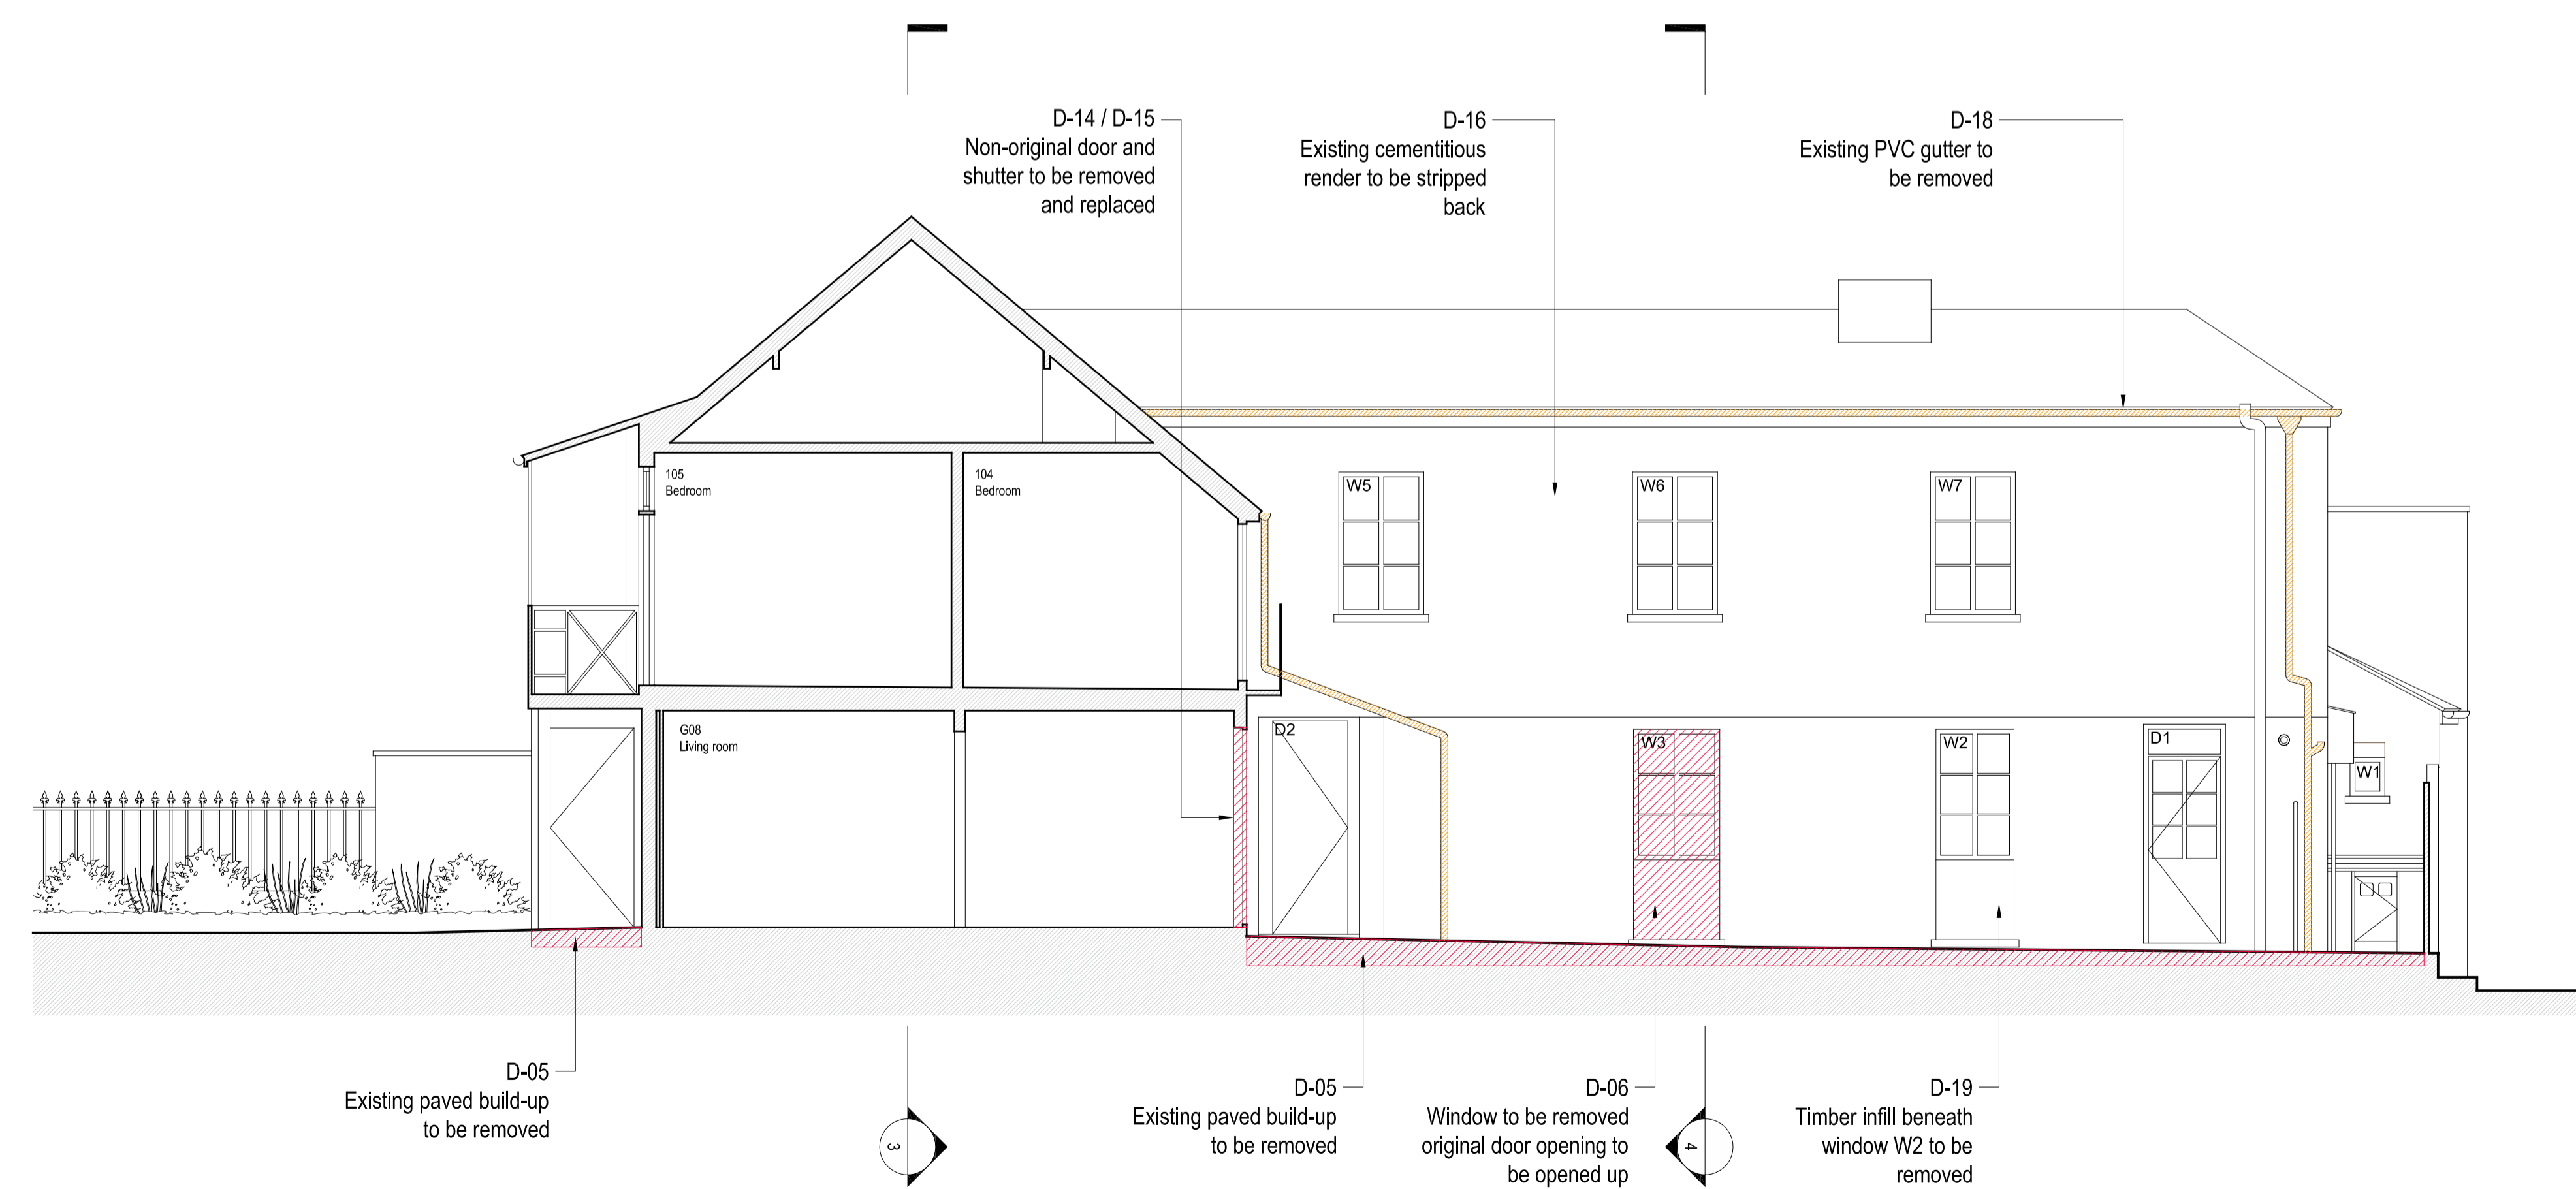 D-14 / D-15
Non-original door and
shutter to be removed
and replaced
D-16
Existing cementitious
render to be stripped
back
D-18
Existing PVC gutter to
be removed
105
Bedroom
104
Bedroom
W5
W6
W7
G08
Living room
D2
W3
W2
D1
W1
D-05
Existing paved build-up
to be removed
D-05
Existing paved build-up
to be removed
D-06
Window to be removed
original door opening to
be opened up
D-19
Timber infill beneath
window W2 to be
removed
3
4